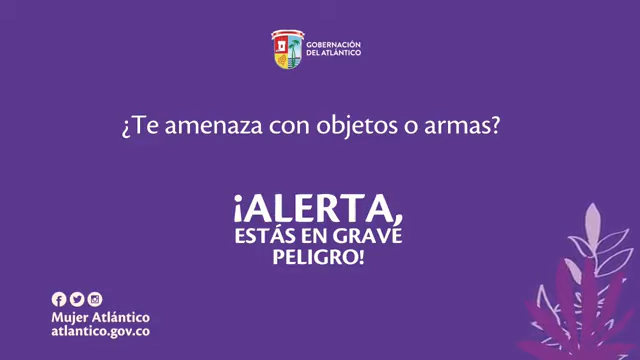 GOBERNACIÓN
DEL ATLÁNTICO
¿Te amenaza con objetos o armas?
¡ALERTA,
ESTÁS EN GRAVE
PELIGRO!
Mujer Atlántico
atlantico.gov.co